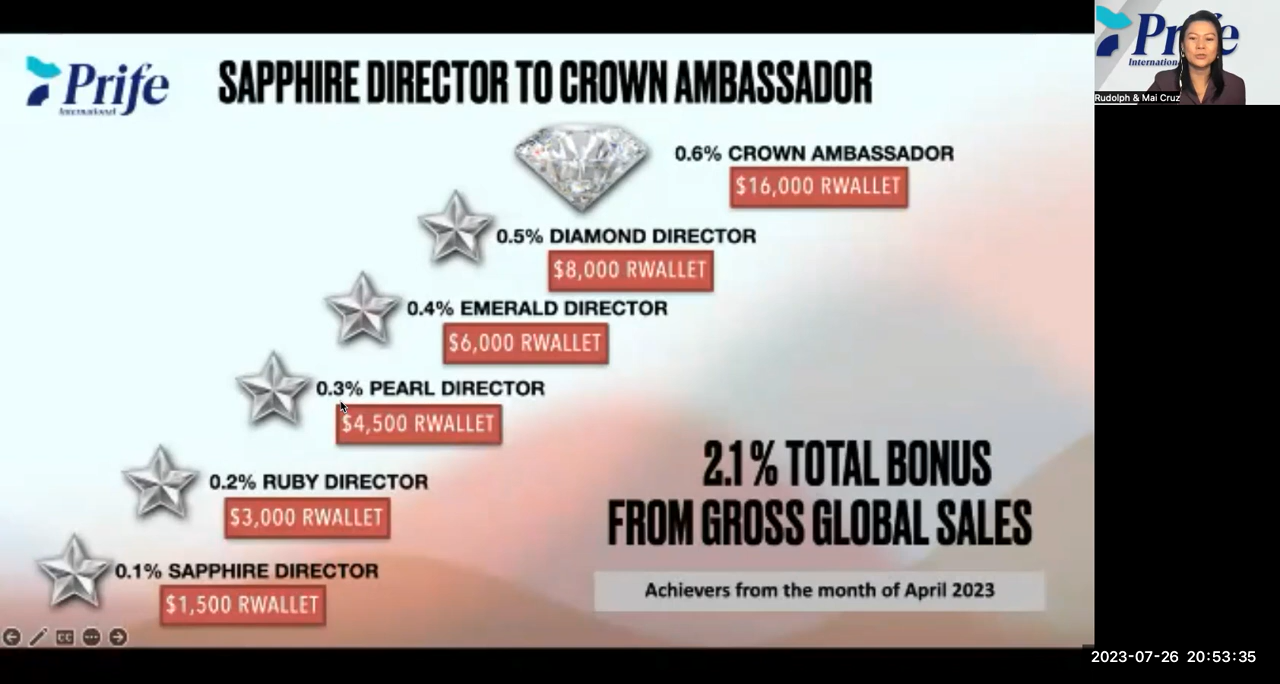 Prife
International
SAPPHIRE DIRECTOR TO CROWN AMBASSADOR
0.6% CROWN AMBASSADOR
$16,000 RWALLET
0.5% DIAMOND DIRECTOR
$8,000 RWALLET
0.4% EMERALD DIRECTOR
$6,000 RWALLET
0.3% PEARL DIRECTOR
$4,500 RWALLET
0.2% RUBY DIRECTOR
$3,000 RWALLET
0.1% SAPPHIRE DIRECTOR
$1,500 RWALLET
2.1% TOTAL BONUS
FROM GROSS GLOBAL SALES
Achievers from the month of April 2023
CC
Rudolph & Mai Cruz
2023-07-26 20:53:35